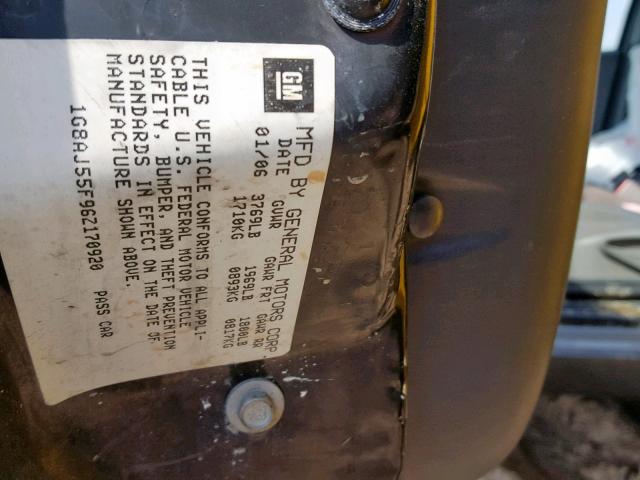 GM
MFD BY GENERAL MOTORS CORP
DATE GVWR GAWR FRT GAWR RR
01/06 3769LB 1969LB 1800LB
1710KG 0893KG 0817KG
THIS VEHICLE CONFORMS TO ALL APPLI-
CABLE U.S. FEDERAL MOTOR VEHICLE
SAFETY, BUMPER, AND THEFT PREVENTION
STANDARDS IN EFFECT ON THE DATE OF
MANUFACTURE SHOWN ABOVE.
1G8AJ55F96Z170920 PASS CAR